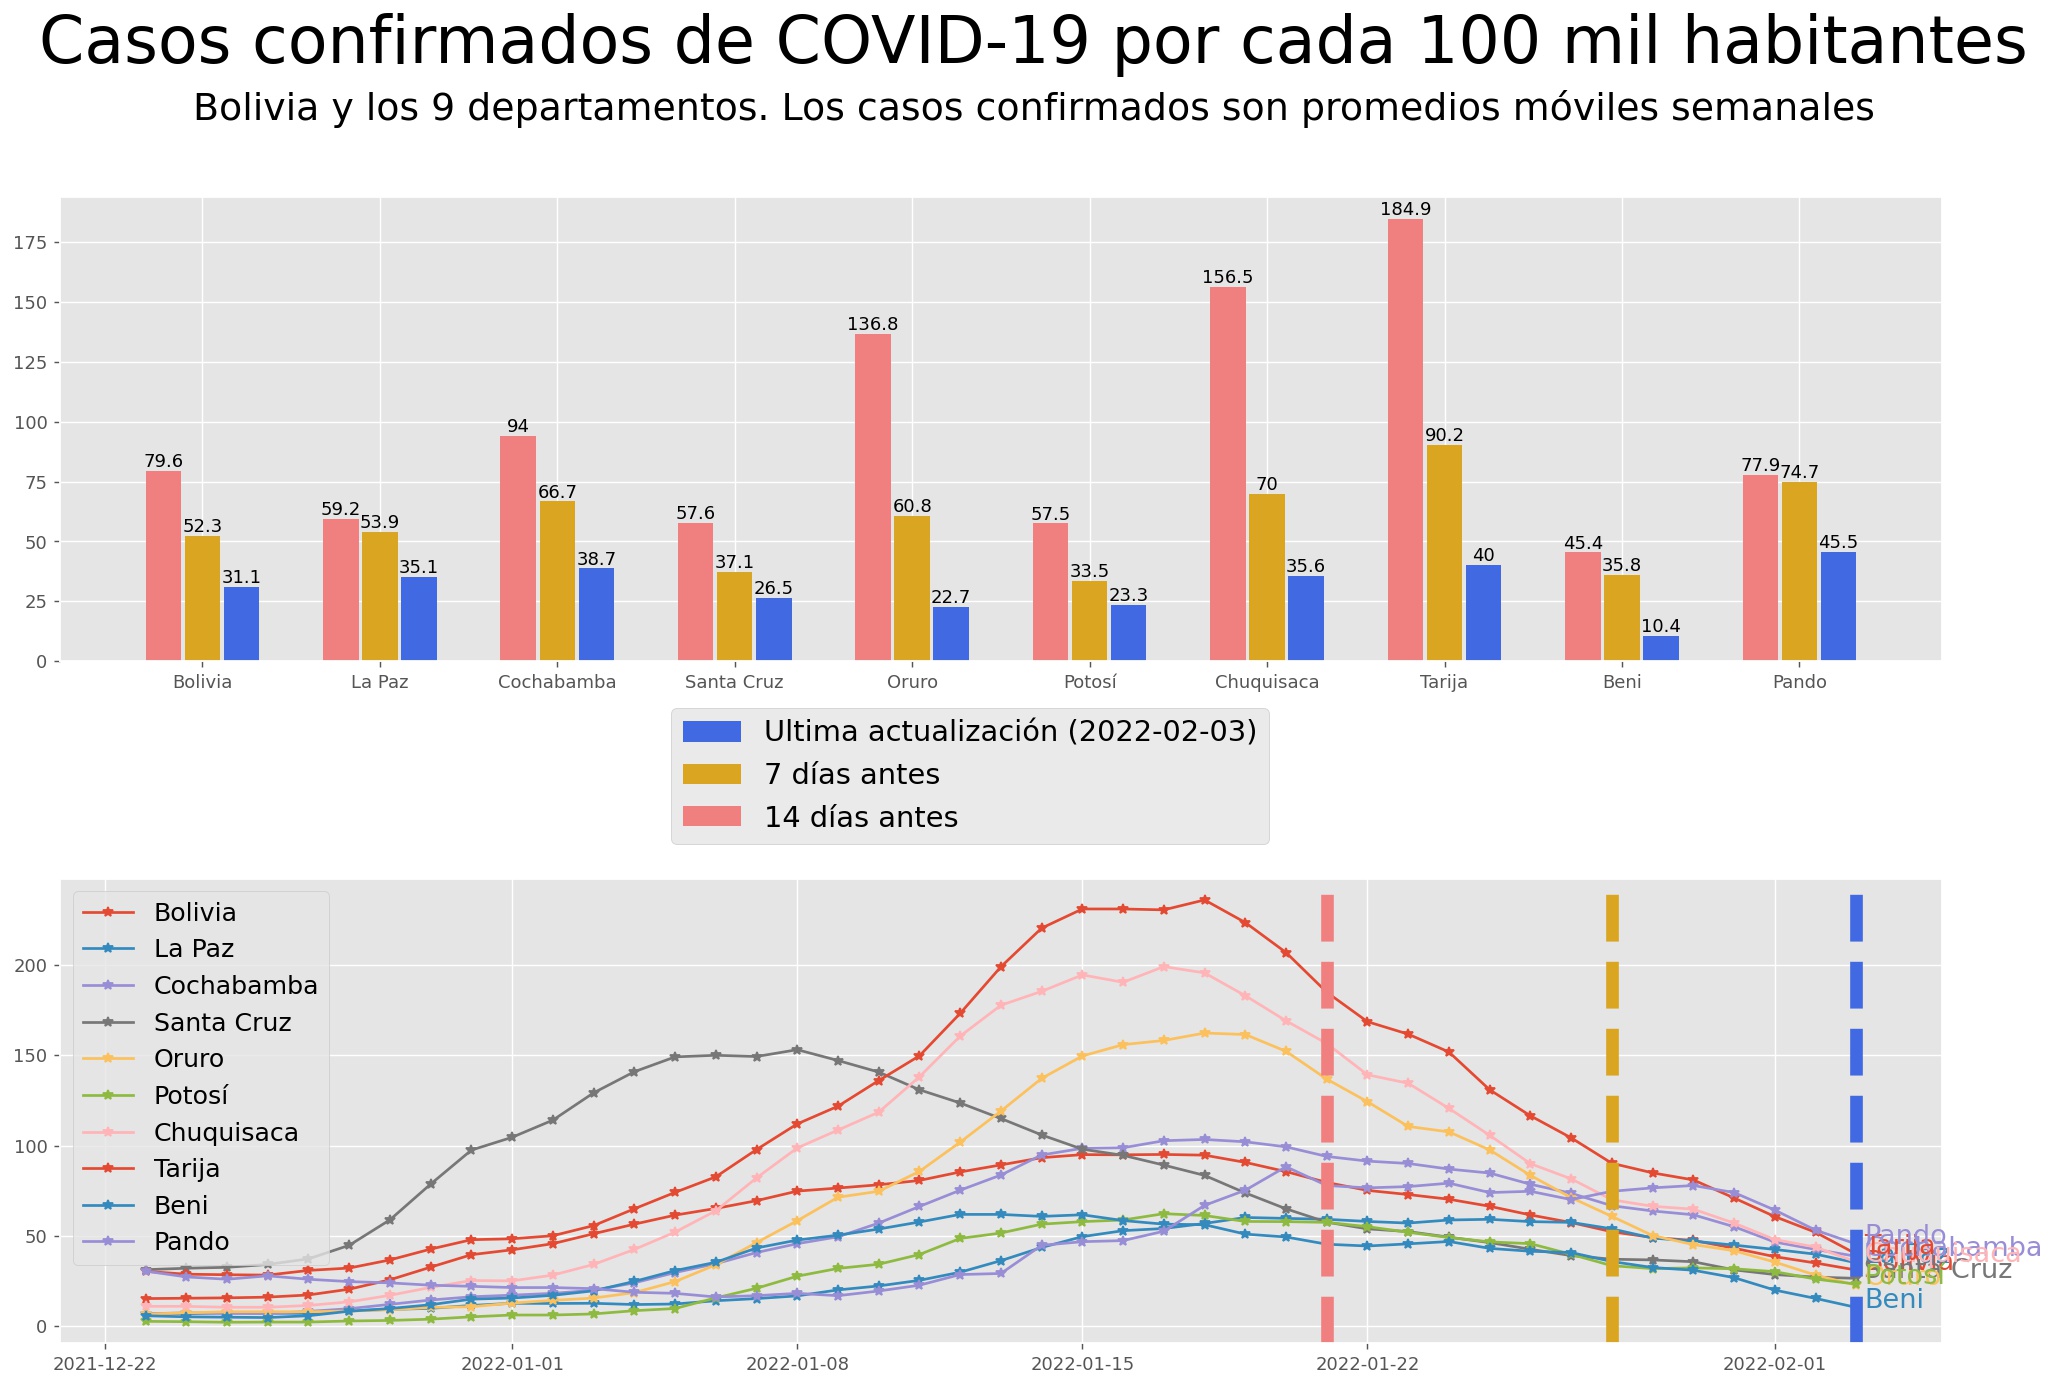 Casos confirmados de COVID-19 por cada 100 mil habitantes
Bolivia y los 9 departamentos. Los casos confirmados son promedios móviles semanales
175
150
125
100
75
50
25
0
79.6 52.3 31.1
59.2 53.9 35.1
94 66.7 38.7
57.6 37.1 26.5
136.8 60.8 22.7
57.5 33.5 23.3
156.5 70 35.6
184.9 90.2 40
45.4 35.8 10.4
77.9 74.7 45.5
Bolivia La Paz Cochabamba Santa Cruz Oruro Potosí Chuquisaca Tarija Beni Pando
Ultima actualización (2022-02-03)
7 días antes
14 días antes
200
150
100
50
0
Bolivia
La Paz
Cochabamba
Santa Cruz
Oruro
Potosí
Chuquisaca
Tarija
Beni
Pando
Pando
Tarija
Beni
2021-12-22 2022-01-01 2022-01-08 2022-01-15 2022-01-22 2022-02-01